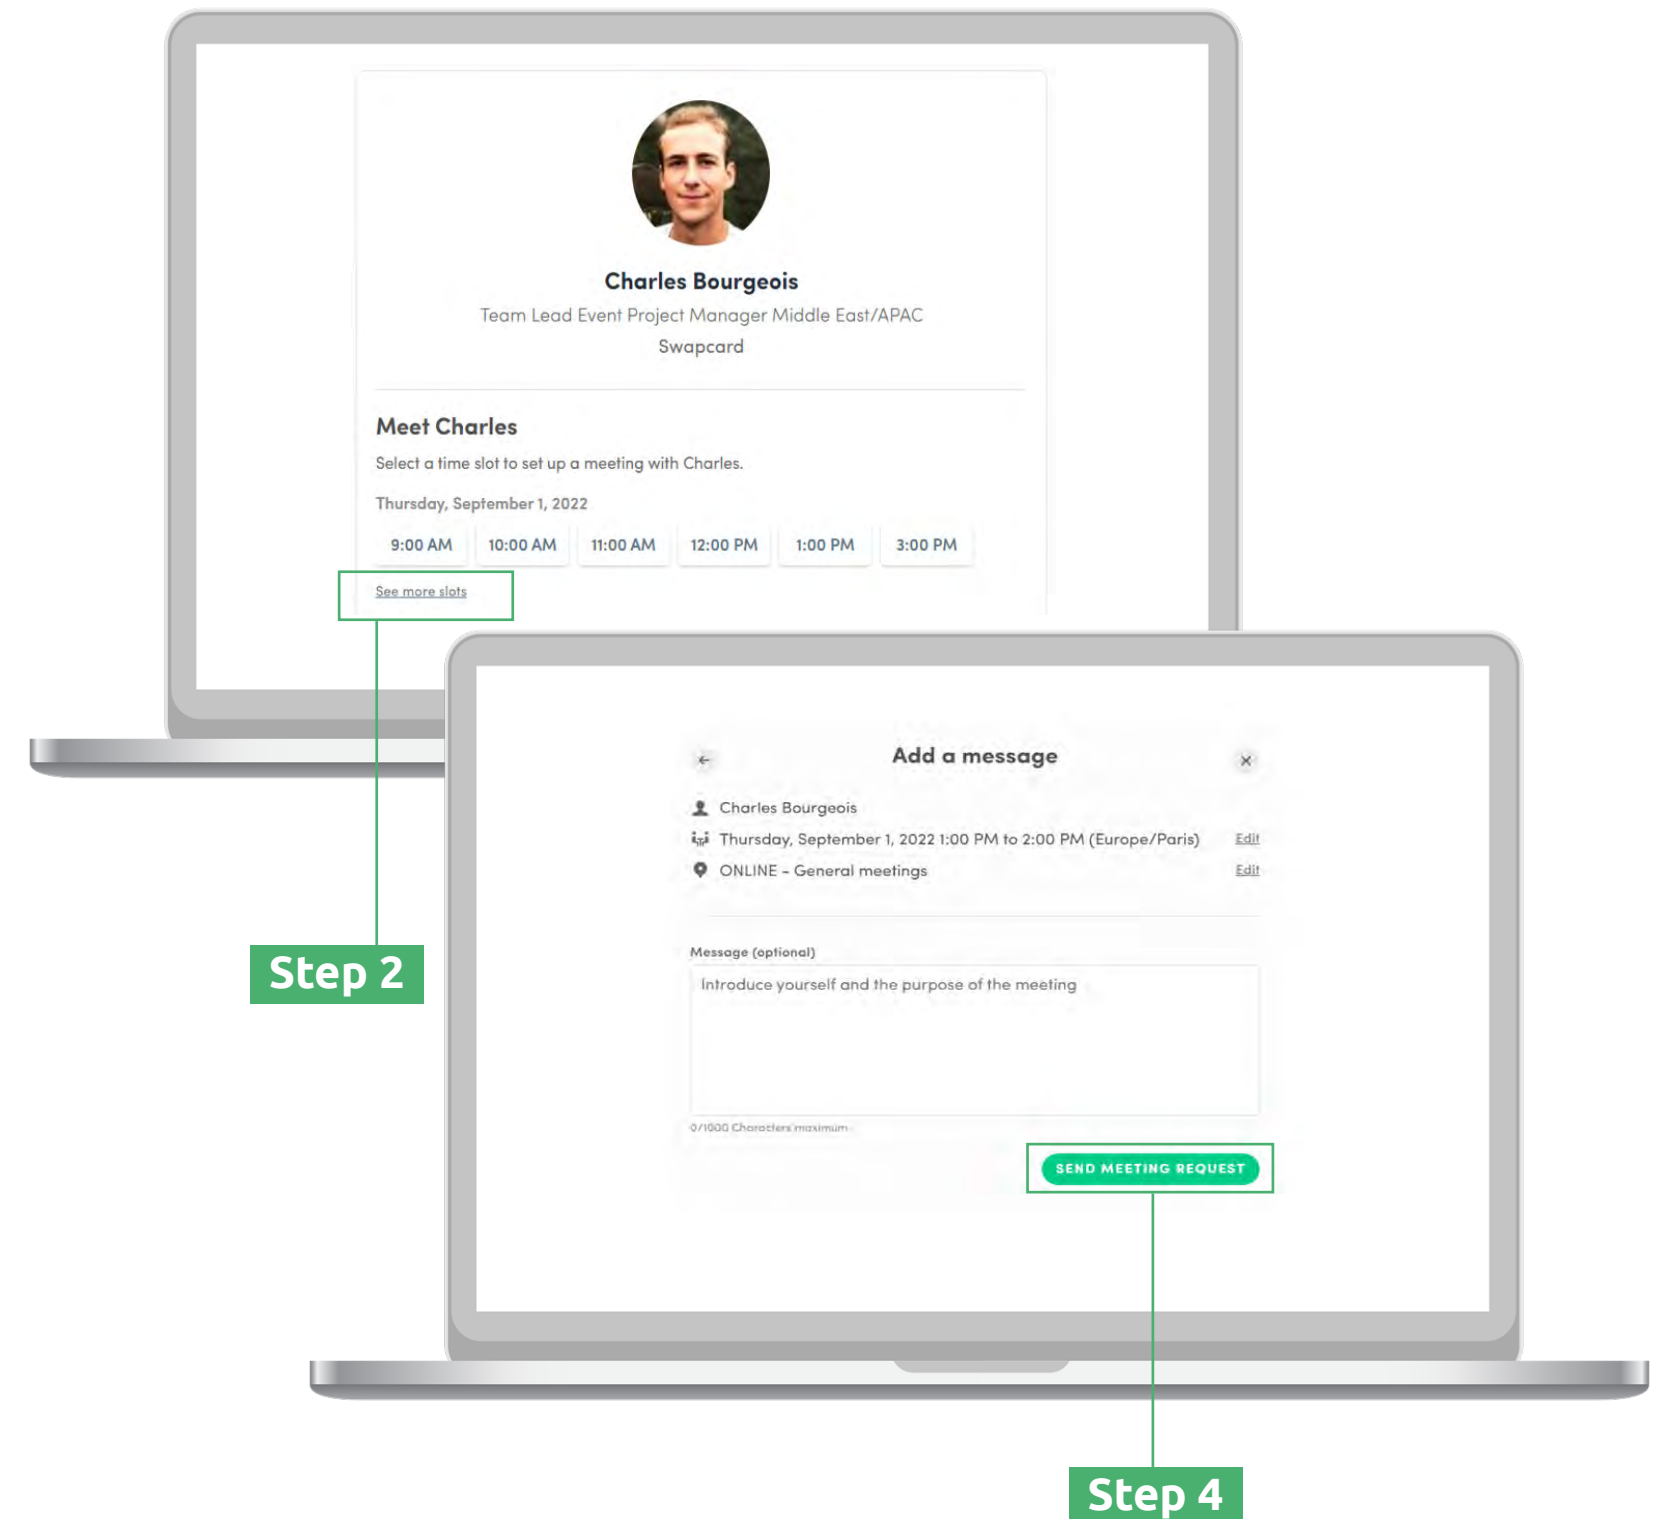 Charles Bourgeois
Team Lead Event Project Manager Middle East/APAC
Swapcard
Meet Charles
Select a time slot to set up a meeting with Charles.
Thursday, September 1, 2022
9:00 AM 10:00 AM 11:00 AM 12:00 PM 1:00 PM 3:00 PM
See more slots
Step 2
Add a message
Charles Bourgeois
Thursday, September 1, 2022 1:00 PM to 2:00 PM (Europe/Paris) Edit
ONLINE - General meetings Edit
Message (optional)
Introduce yourself and the purpose of the meeting
0/1000 Characters maximum
SEND MEETING REQUEST
Step 4